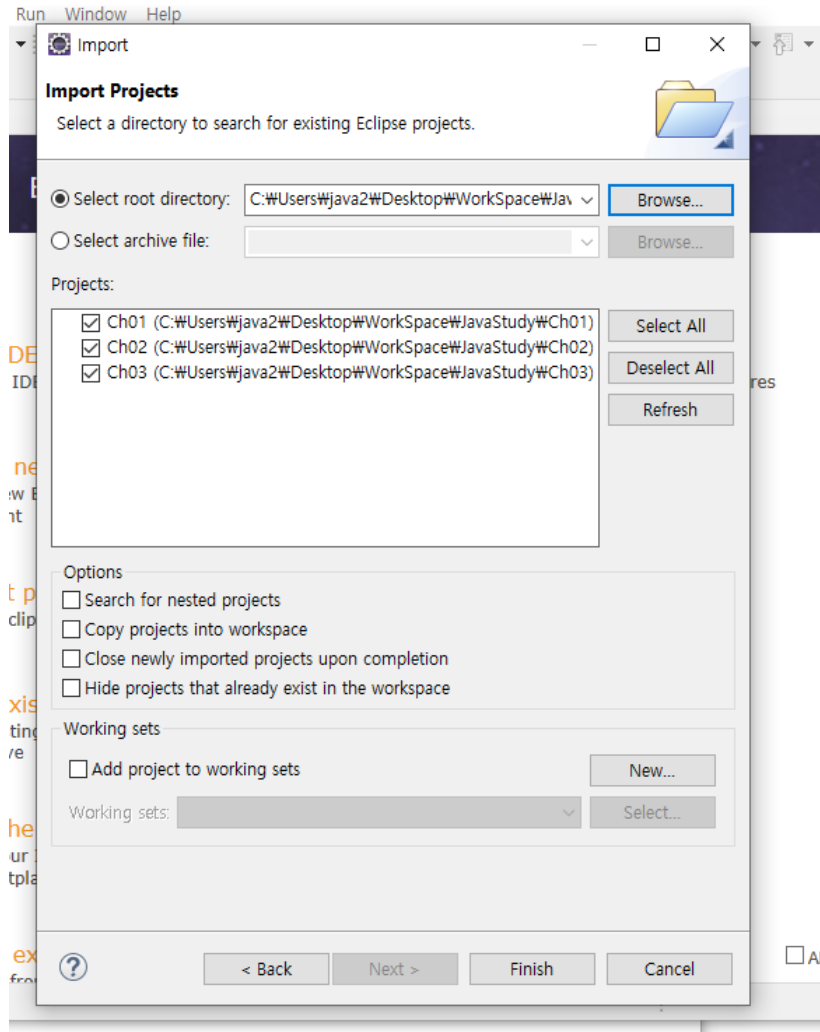 Run Window Help
Import
Import Projects
Select a directory to search for existing Eclipse projects.
Select root directory: C:₩Users₩java2₩Desktop₩WorkSpace₩Jav Browse...
Select archive file: Browse...
Projects:
Ch01 (C:₩Users₩java2₩Desktop₩WorkSpace₩JavaStudy₩Ch01)
Ch02 (C:₩Users₩java2₩Desktop₩WorkSpace₩JavaStudy₩Ch02)
Ch03 (C:₩Users₩java2₩Desktop₩WorkSpace₩JavaStudy₩Ch03)
Select All
Deselect All
Refresh
Options
Search for nested projects
Copy projects into workspace
Close newly imported projects upon completion
Hide projects that already exist in the workspace
Working sets
Add project to working sets New...
Working sets: Select...
? < Back Next > Finish Cancel